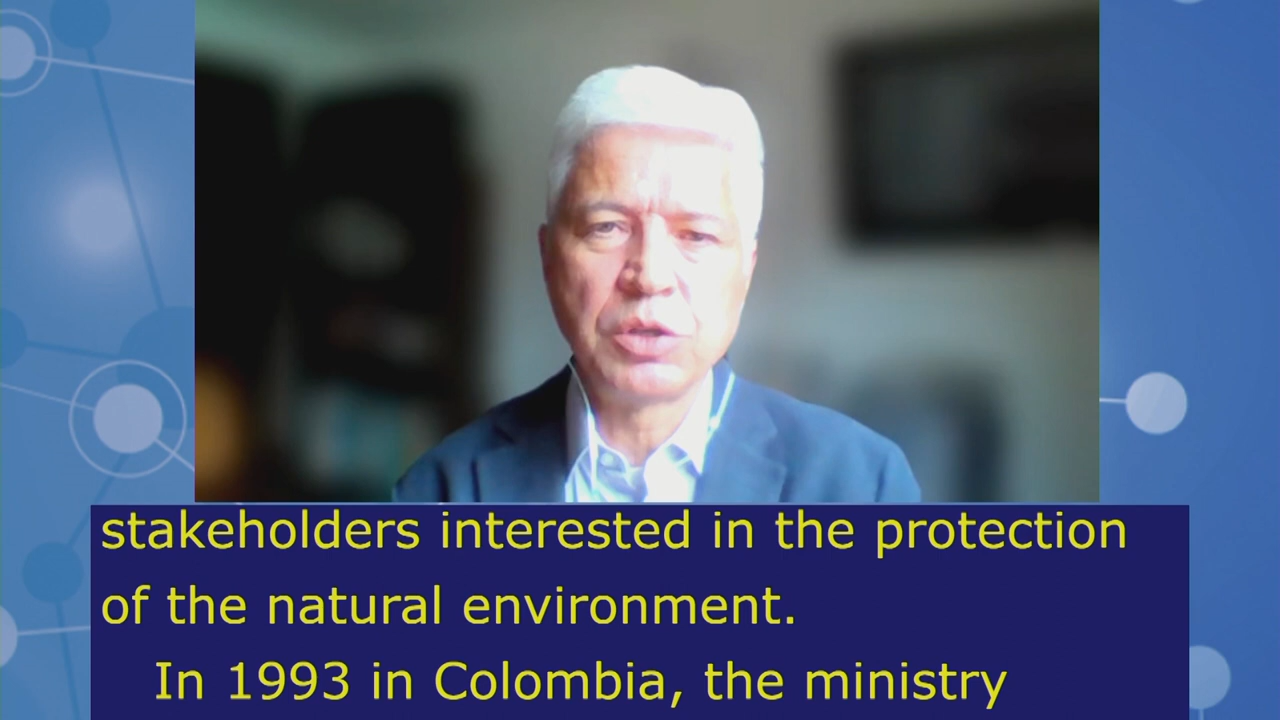 stakeholders interested in the protection
of the natural environment.
In 1993 in Colombia, the ministry